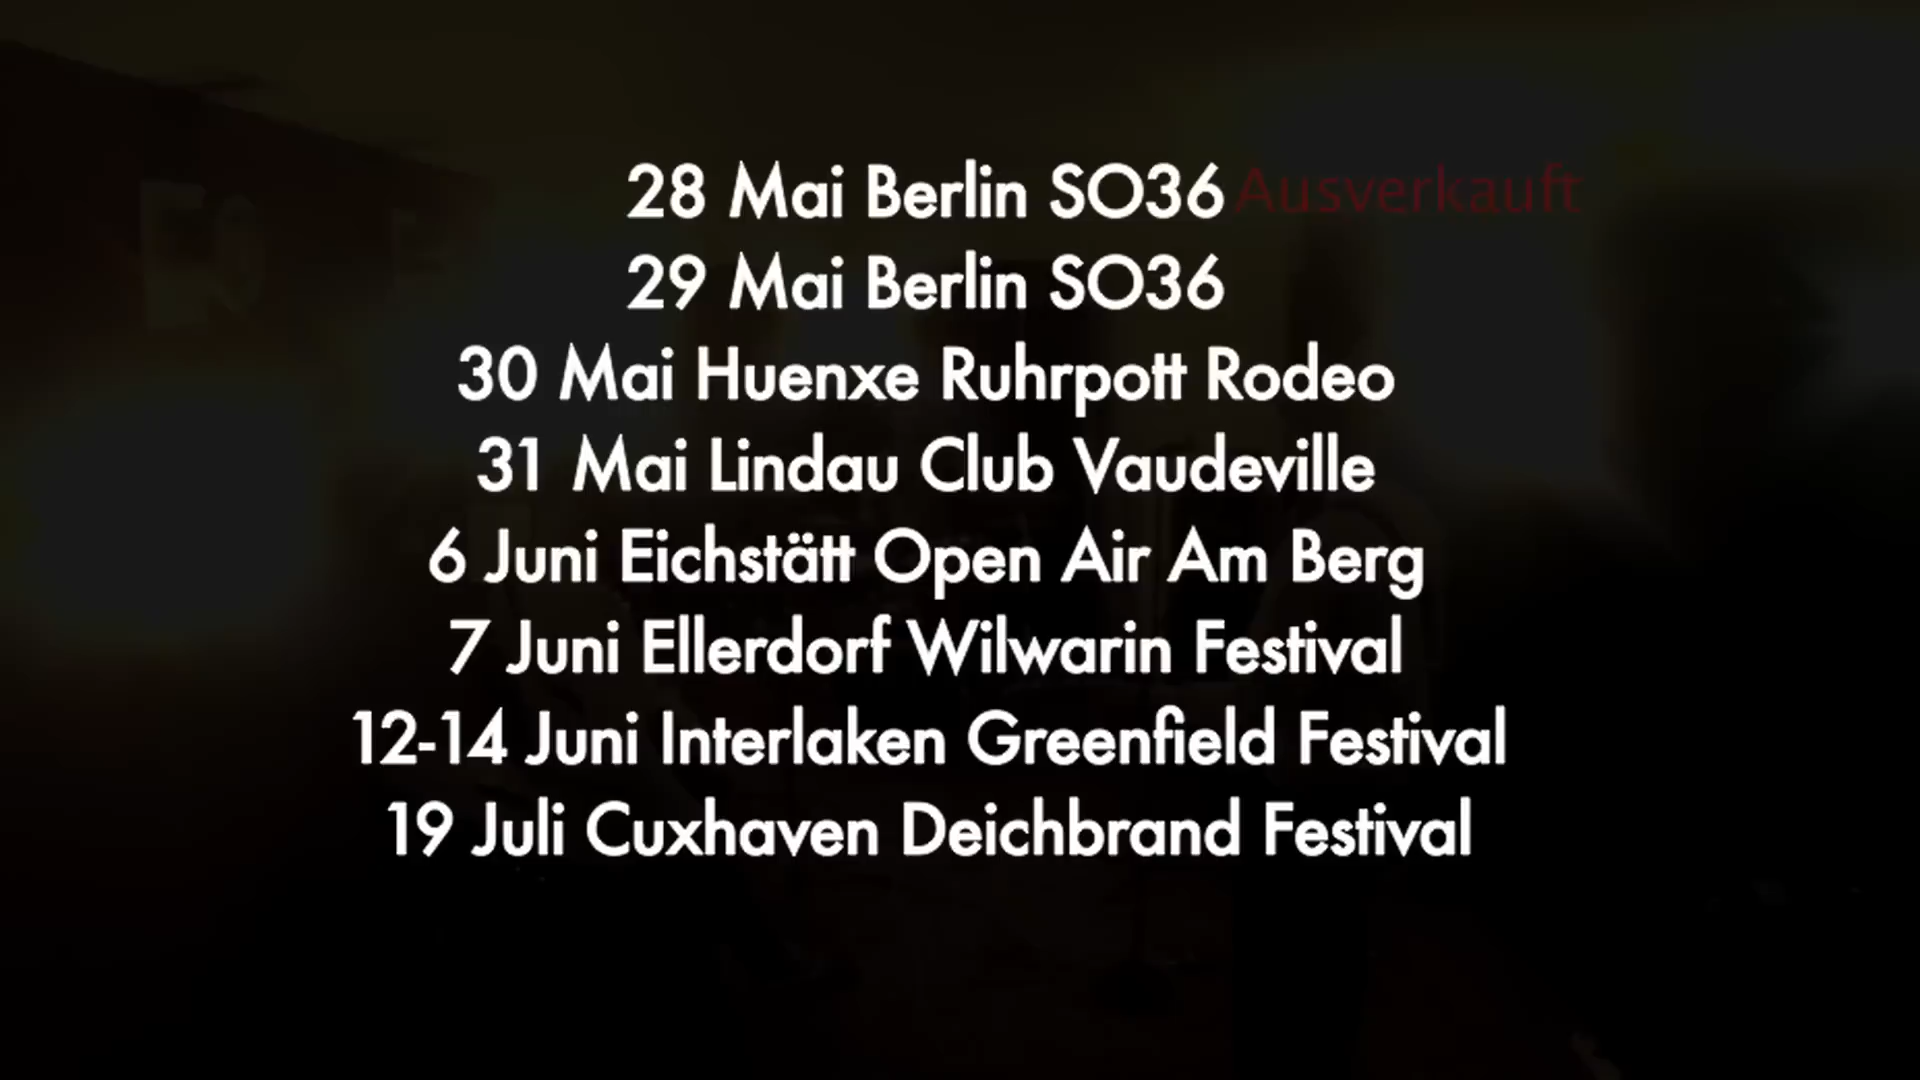 28 Mai Berlin SO36 Ausverkauft
29 Mai Berlin SO36
30 Mai Huenxe Ruhrpott Rodeo
31 Mai Lindau Club Vaudeville
6 Juni Eichstätt Open Air Am Berg
7 Juni Ellerdorf Wilwarin Festival
12-14 Juni Interlaken Greenfield Festival
19 Juli Cuxhaven Deichbrand Festival